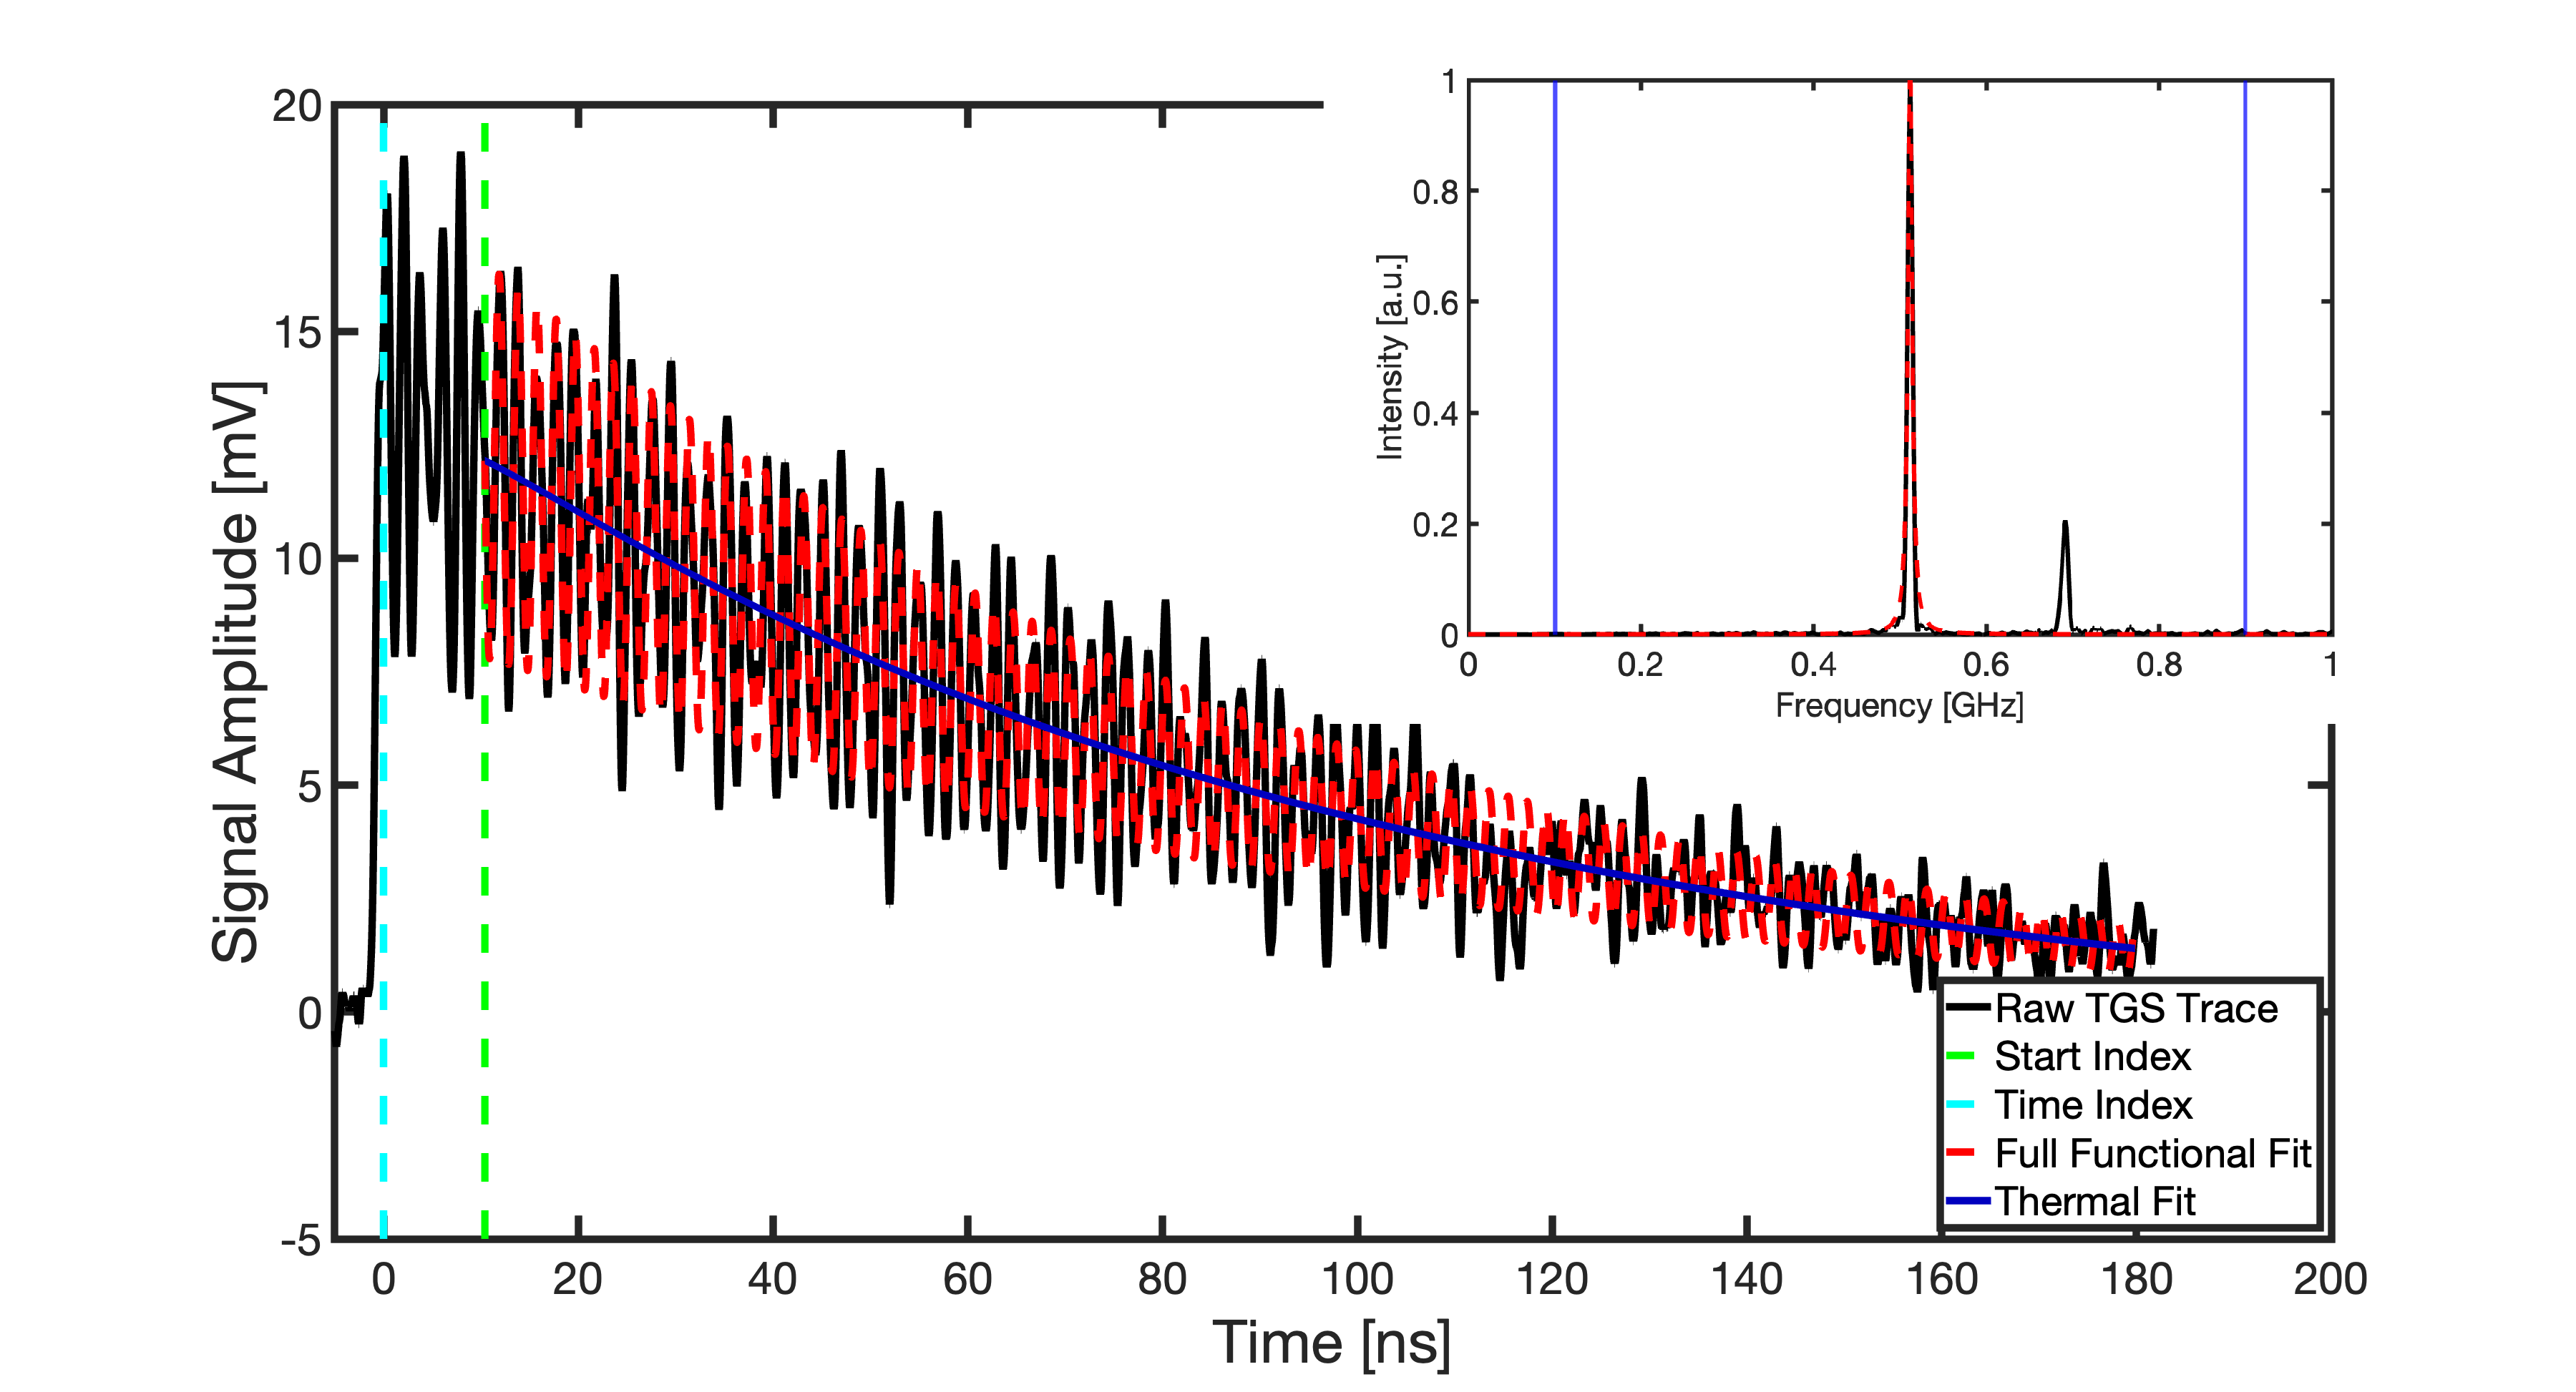 20
15
10
5
0
-5
0 20 40 60 80 100 120 140 160 180 200
Signal Amplitude [mV]
Time [ns]
1
0.8
0.6
0.4
0.2
0
0 0.2 0.4 0.6 0.8 1
Intensity [a.u.]
Frequency [GHz]
Raw TGS Trace
Start Index
Time Index
Full Functional Fit
Thermal Fit